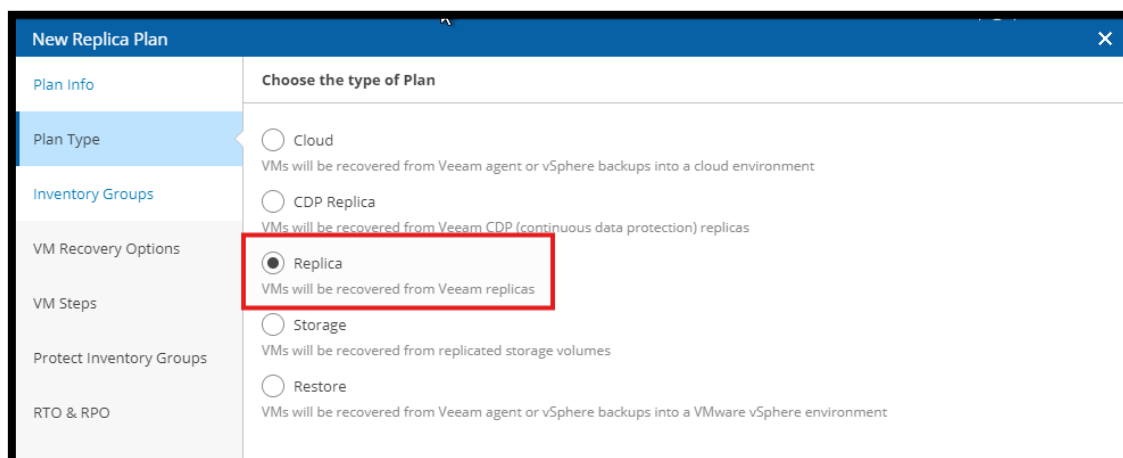 New Replica Plan
Plan Info
Plan Type
Inventory Groups
VM Recovery Options
VM Steps
Protect Inventory Groups
RTO & RPO
Choose the type of Plan
Cloud
VMs will be recovered from Veeam agent or vSphere backups into a cloud environment
CDP Replica
VMs will be recovered from Veeam CDP (continuous data protection) replicas
Replica
VMs will be recovered from Veeam replicas
Storage
VMs will be recovered from replicated storage volumes
Restore
VMs will be recovered from Veeam agent or vSphere backups into a VMware vSphere environment